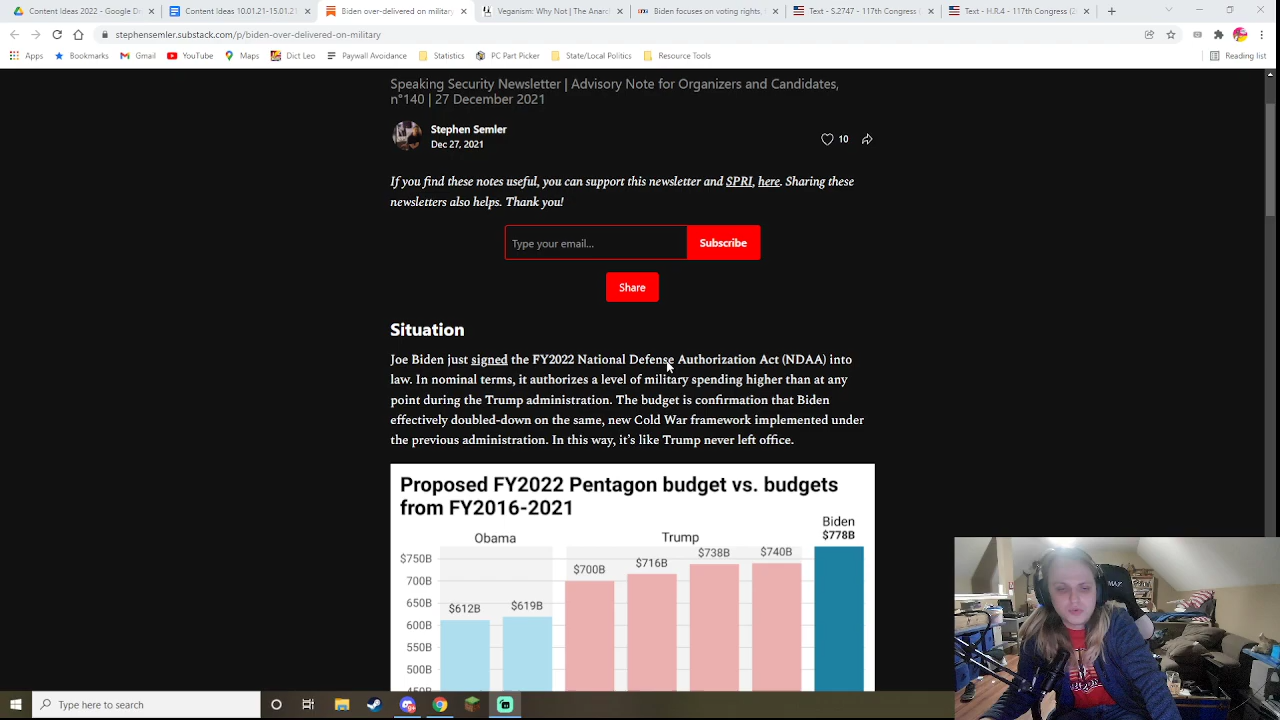 Content Ideas 2022 - Google Dr
Content Ideas 10.01.21-15.01.21
Biden over-delivered on military
Veganism: Why Not | The Anarch
Biden focuses on voting rights
Text - S.2747 - 117th Congress (
Text - H.R.4 - 117th Congress (2
stephensemler.substack.com/p/biden-over-delivered-on-military
Apps
Bookmarks
Gmail
YouTube
Maps
Dict Leo
Paywall Avoidance
Statistics
PC Part Picker
State/Local Politics
Resource Tools
Reading list
Speaking Security Newsletter | Advisory Note for Organizers and Candidates,
n°140 | 27 December 2021
Stephen Semler
Dec 27, 2021
10
If you find these notes useful, you can support this newsletter and SPRI, here. Sharing these
newsletters also helps. Thank you!
Type your email...
Subscribe
Share
Situation
Joe Biden just signed the FY2022 National Defense Authorization Act (NDAA) into
law. In nominal terms, it authorizes a level of military spending higher than at any
point during the Trump administration. The budget is confirmation that Biden
effectively doubled-down on the same, new Cold War framework implemented under
the previous administration. In this way, it's like Trump never left office.
Proposed FY2022 Pentagon budget vs. budgets
from FY2016-2021
Obama
Trump
Biden
$778B
$750B
700B
650B
600B
550B
500B
450B
$612B
$619B
$700B
$716B
$738B
$740B
MAX
Type here to search